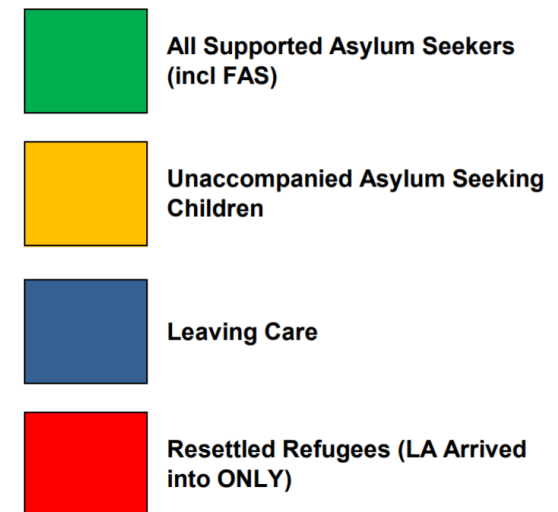 All Supported Asylum Seekers
(incl FAS)
Unaccompanied Asylum Seeking
Children
Leaving Care
Resettled Refugees (LA Arrived
into ONLY)